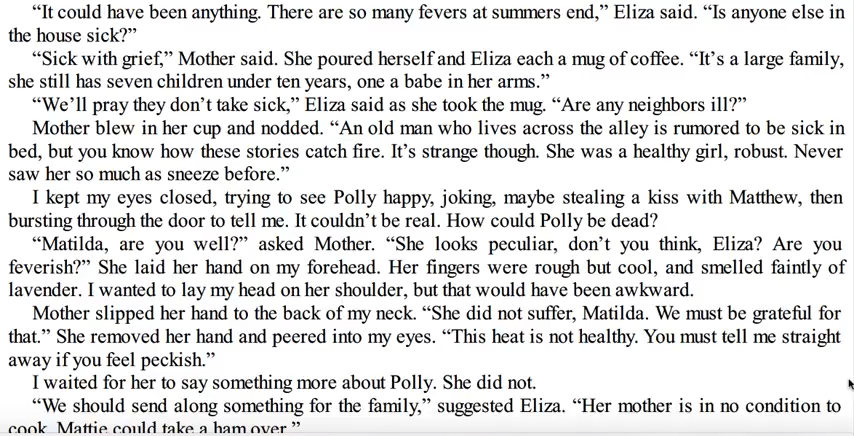 “It could have been anything. There are so many fevers at summers end,” Eliza said. “Is anyone else in
the house sick?”
“Sick with grief,” Mother said. She poured herself and Eliza each a mug of coffee. “It’s a large family,
she still has seven children under ten years, one a babe in her arms.”
“We’ll pray they don’t take sick,” Eliza said as she took the mug. “Are any neighbors ill?”
Mother blew in her cup and nodded. “An old man who lives across the alley is rumored to be sick in
bed, but you know how these stories catch fire. It’s strange though. She was a healthy girl, robust. Never
saw her so much as sneeze before.”
I kept my eyes closed, trying to see Polly happy, joking, maybe stealing a kiss with Matthew, then
bursting through the door to tell me. It couldn’t be real. How could Polly be dead?
“Matilda, are you well?” asked Mother. “She looks peculiar, don’t you think, Eliza? Are you
feverish?” She laid her hand on my forehead. Her fingers were rough but cool, and smelled faintly of
lavender. I wanted to lay my head on her shoulder, but that would have been awkward.
Mother slipped her hand to the back of my neck. “She did not suffer, Matilda. We must be grateful for
that.” She removed her hand and peered into my eyes. “This heat is not healthy. You must tell me straight
away if you feel peckish.”
I waited for her to say something more about Polly. She did not.
“We should send along something for the family,” suggested Eliza. “Her mother is in no condition to
cook. Mattie could take a ham over.”